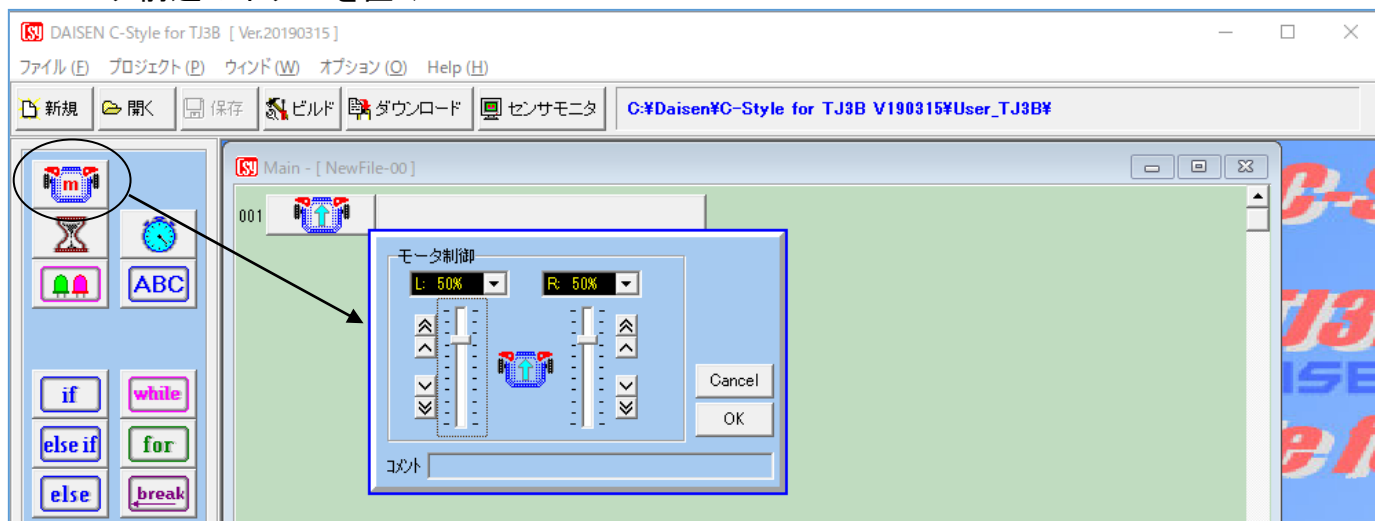 DAISEN C-Style for TJ3B [ Ver.20190315 ]
ファイル (F) プロジェクト (P) ウィンド (W) オプション (O) Help (H)
新規 開く 保存 ビルド ダウンロード センサモニタ C:¥Daisen¥C-Style for TJ3B V190315¥User_TJ3B¥
m
Main - [ NewFile-00 ]
001
モータ制御
L: 50% R: 50%
ABC
Cancel
OK
コメント
if while
else if for
else break